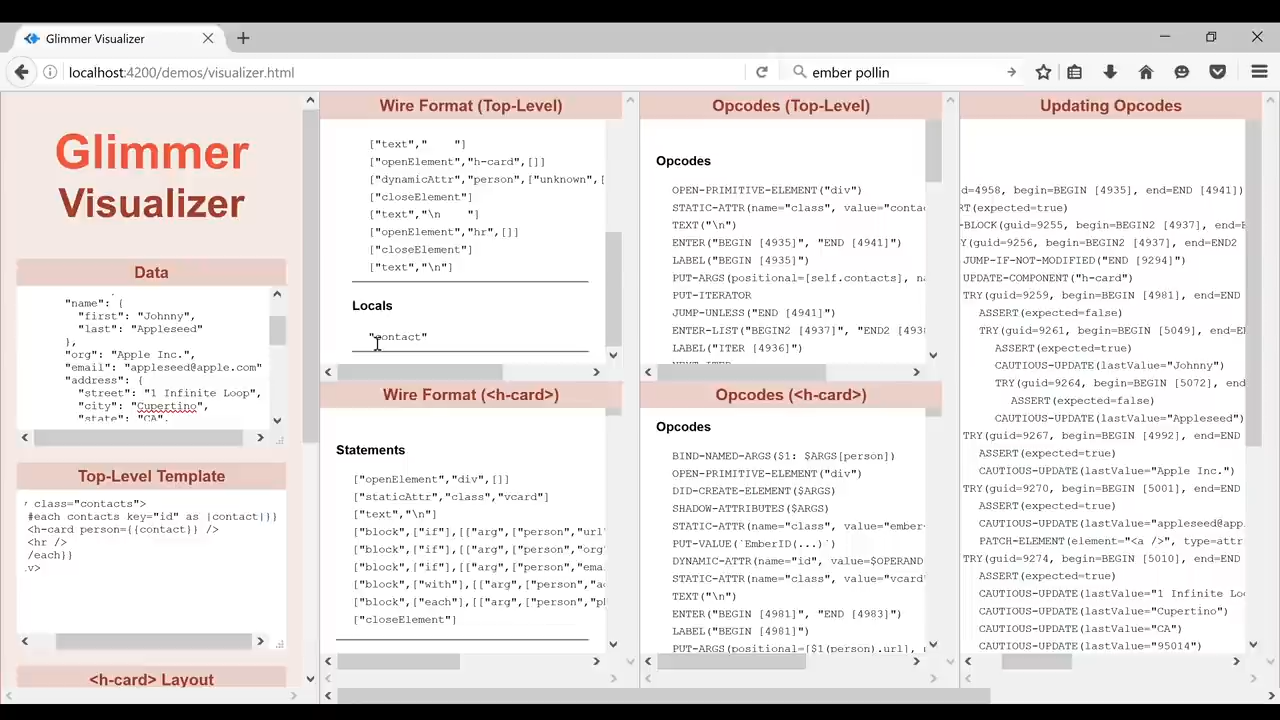 Glimmer Visualizer
localhost:4200/demos/visualizer.html
ember pollin
Glimmer
Visualizer
Data
"name": {
"first": "Johnny",
"last": "Appleseed"
},
"org": "Apple Inc.",
"email": "appleseed@apple.com"
"address": {
"street": "1 Infinite Loop",
"city": "Cupertino",
"state": "CA",
Top-Level Template
class="contacts">
#each contacts key="id" as |contact|}}
<h-card person={{contact}} />
<hr />
/each}}
v>
<h-card> Layout
Wire Format (Top-Level)
["text","    "]
["openElement","h-card",[]]
["dynamicAttr","person",["unknown",[
["closeElement"]
["text","\n    "]
["openElement","hr",[]]
["closeElement"]
["text","\n"]
Locals
"contact"
Wire Format (<h-card>)
Statements
["openElement","div",[]]
["staticAttr","class","vcard"]
["text","\n"]
["block",["if"],[["arg",["person","url
["block",["if"],[["arg",["person","org
["block",["if"],[["arg",["person","ema
["block",["with"],[["arg",["person","ad
["block",["each"],[["arg",["person","ph
["closeElement"]
Opcodes (Top-Level)
Opcodes
OPEN-PRIMITIVE-ELEMENT("div")
STATIC-ATTR(name="class", value="contac
TEXT("\n")
ENTER("BEGIN [4935]", "END [4941]")
LABEL("BEGIN [4935]")
PUT-ARGS(positional=[self.contacts], na
PUT-ITERATOR
JUMP-UNLESS("END [4941]")
ENTER-LIST("BEGIN2 [4937]", "END2 [493
LABEL("ITER [4936]")
NEXT-ITER
Opcodes (<h-card>)
Opcodes
BIND-NAMED-ARGS($1: $ARGS[person])
OPEN-PRIMITIVE-ELEMENT("div")
DID-CREATE-ELEMENT($ARGS)
SHADOW-ATTRIBUTES($ARGS)
STATIC-ATTR(name="class", value="ember-
PUT-VALUE(`EmberID(...)`)
DYNAMIC-ATTR(name="id", value=$OPERAND
STATIC-ATTR(name="class", value="vcard
TEXT("\n")
ENTER("BEGIN [4981]", "END [4983]")
LABEL("BEGIN [4981]")
PUT-ARGS(positional=[$1(person).url],
Updating Opcodes
d=4958, begin=BEGIN [4935], end=END [4941])
RT(expected=true)
-BLOCK(guid=9255, begin=BEGIN2 [4937], end=E
Y(guid=9256, begin=BEGIN2 [4937], end=END2
JUMP-IF-NOT-MODIFIED("END [9294]")
UPDATE-COMPONENT("h-card")
TRY(guid=9259, begin=BEGIN [4981], end=END
ASSERT(expected=false)
TRY(guid=9261, begin=BEGIN [5049], end=E
ASSERT(expected=true)
CAUTIOUS-UPDATE(lastValue="Johnny")
TRY(guid=9264, begin=BEGIN [5072], end=
ASSERT(expected=false)
CAUTIOUS-UPDATE(lastValue="Appleseed")
TRY(guid=9267, begin=BEGIN [4992], end=END
ASSERT(expected=true)
CAUTIOUS-UPDATE(lastValue="Apple Inc.")
TRY(guid=9270, begin=BEGIN [5001], end=END
ASSERT(expected=true)
CAUTIOUS-UPDATE(lastValue="appleseed@app
PATCH-ELEMENT(element="<a />", type=attr
TRY(guid=9274, begin=BEGIN [5010], end=END
ASSERT(expected=true)
CAUTIOUS-UPDATE(lastValue="1 Infinite Lo
CAUTIOUS-UPDATE(lastValue="Cupertino")
CAUTIOUS-UPDATE(lastValue="CA")
CAUTIOUS-UPDATE(lastValue="95014")